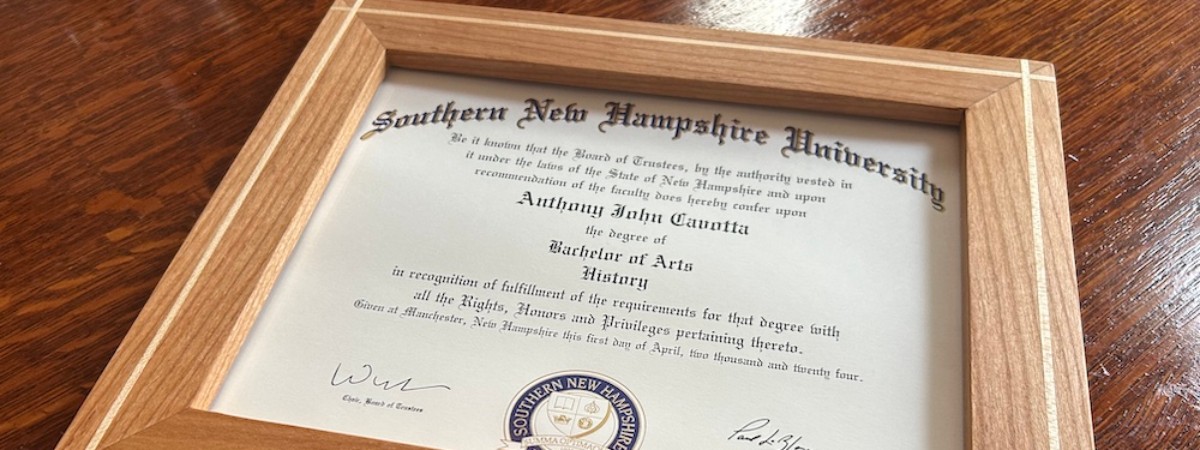 Southern New Hampshire University
Be it known that the Board of Trustees, by the authority vested in
it under the laws of the State of New Hampshire and upon
recommendation of the faculty does hereby confer upon
Anthony John Cavotta
the degree of
Bachelor of Arts
History
in recognition of fulfillment of the requirements for that degree with
all the Rights, Honors and Privileges pertaining thereto.
Given at Manchester, New Hampshire this first day of April, two thousand and twenty four.
Chair, Board of Trustees
SOUTHERN NEW HAMPSHIRE
SUMMA OPTIMAQUE